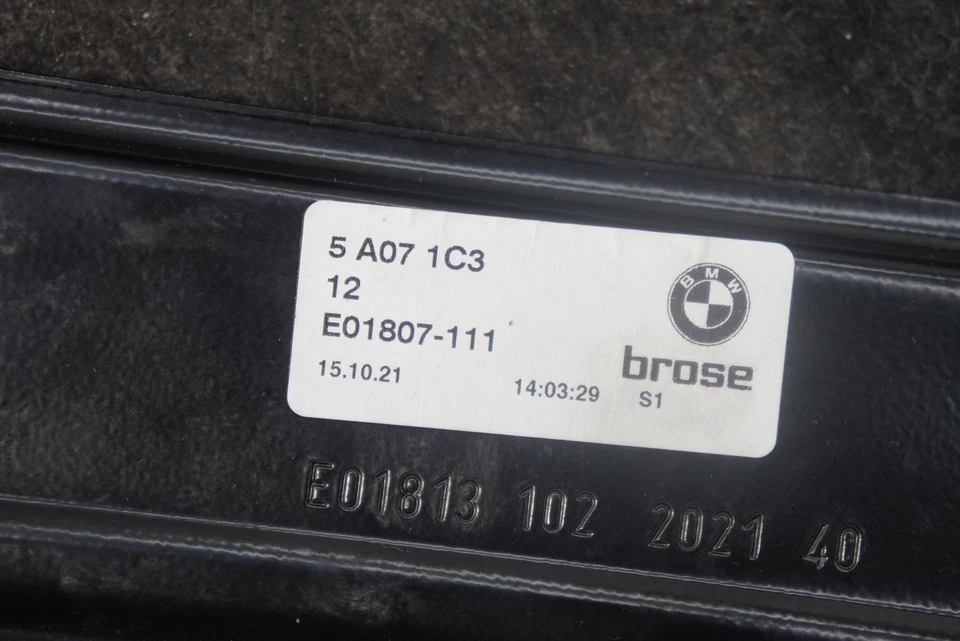 5 A07 1C3
12
E01807-111
15.10.21 14:03:29 S1
BMW
brose
E01813 102 2021 40